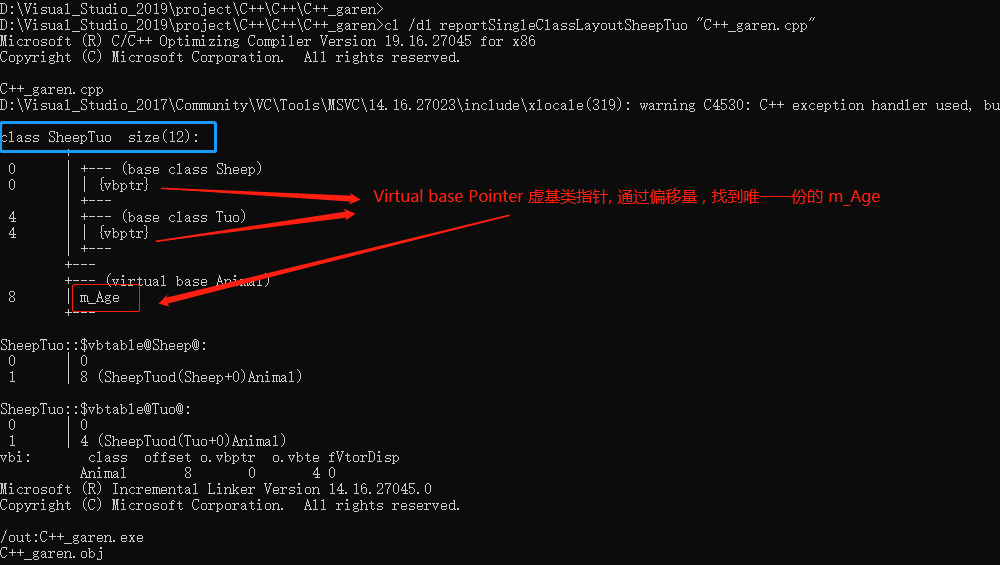 D:\Visual_Studio_2019\project\C++\C++\C++_garen>
D:\Visual_Studio_2019\project\C++\C++\C++_garen>cl /d1 reportSingleClassLayoutSheepTuo "C++_garen.cpp"
Microsoft (R) C/C++ Optimizing Compiler Version 19.16.27045 for x86
Copyright (C) Microsoft Corporation.  All rights reserved.
C++_garen.cpp
D:\Visual_Studio_2017\Community\VC\Tools\MSVC\14.16.27023\include\xlocale(319): warning C4530: C++ exception handler used, bu
class SheepTuo  size(12):
+---
0 | +--- (base class Sheep)
0 | | {vbptr}
| +---
4 | +--- (base class Tuo)
4 | | {vbptr}
| +---
+---
+--- (virtual base Animal)
8 | m_Age
+---
Virtual base Pointer 虚基类指针, 通过偏移量，找到唯一一份的 m_Age
SheepTuo::$vbtable@Sheep@:
0 | 0
1 | 8 (SheepTuod(Sheep+0)Animal)
SheepTuo::$vbtable@Tuo@:
0 | 0
1 | 4 (SheepTuod(Tuo+0)Animal)
vbi: class offset o.vbptr o.vbte fVtorDisp
Animal 8 0 4 0
Microsoft (R) Incremental Linker Version 14.16.27045.0
Copyright (C) Microsoft Corporation.  All rights reserved.
/out:C++_garen.exe
C++_garen.obj